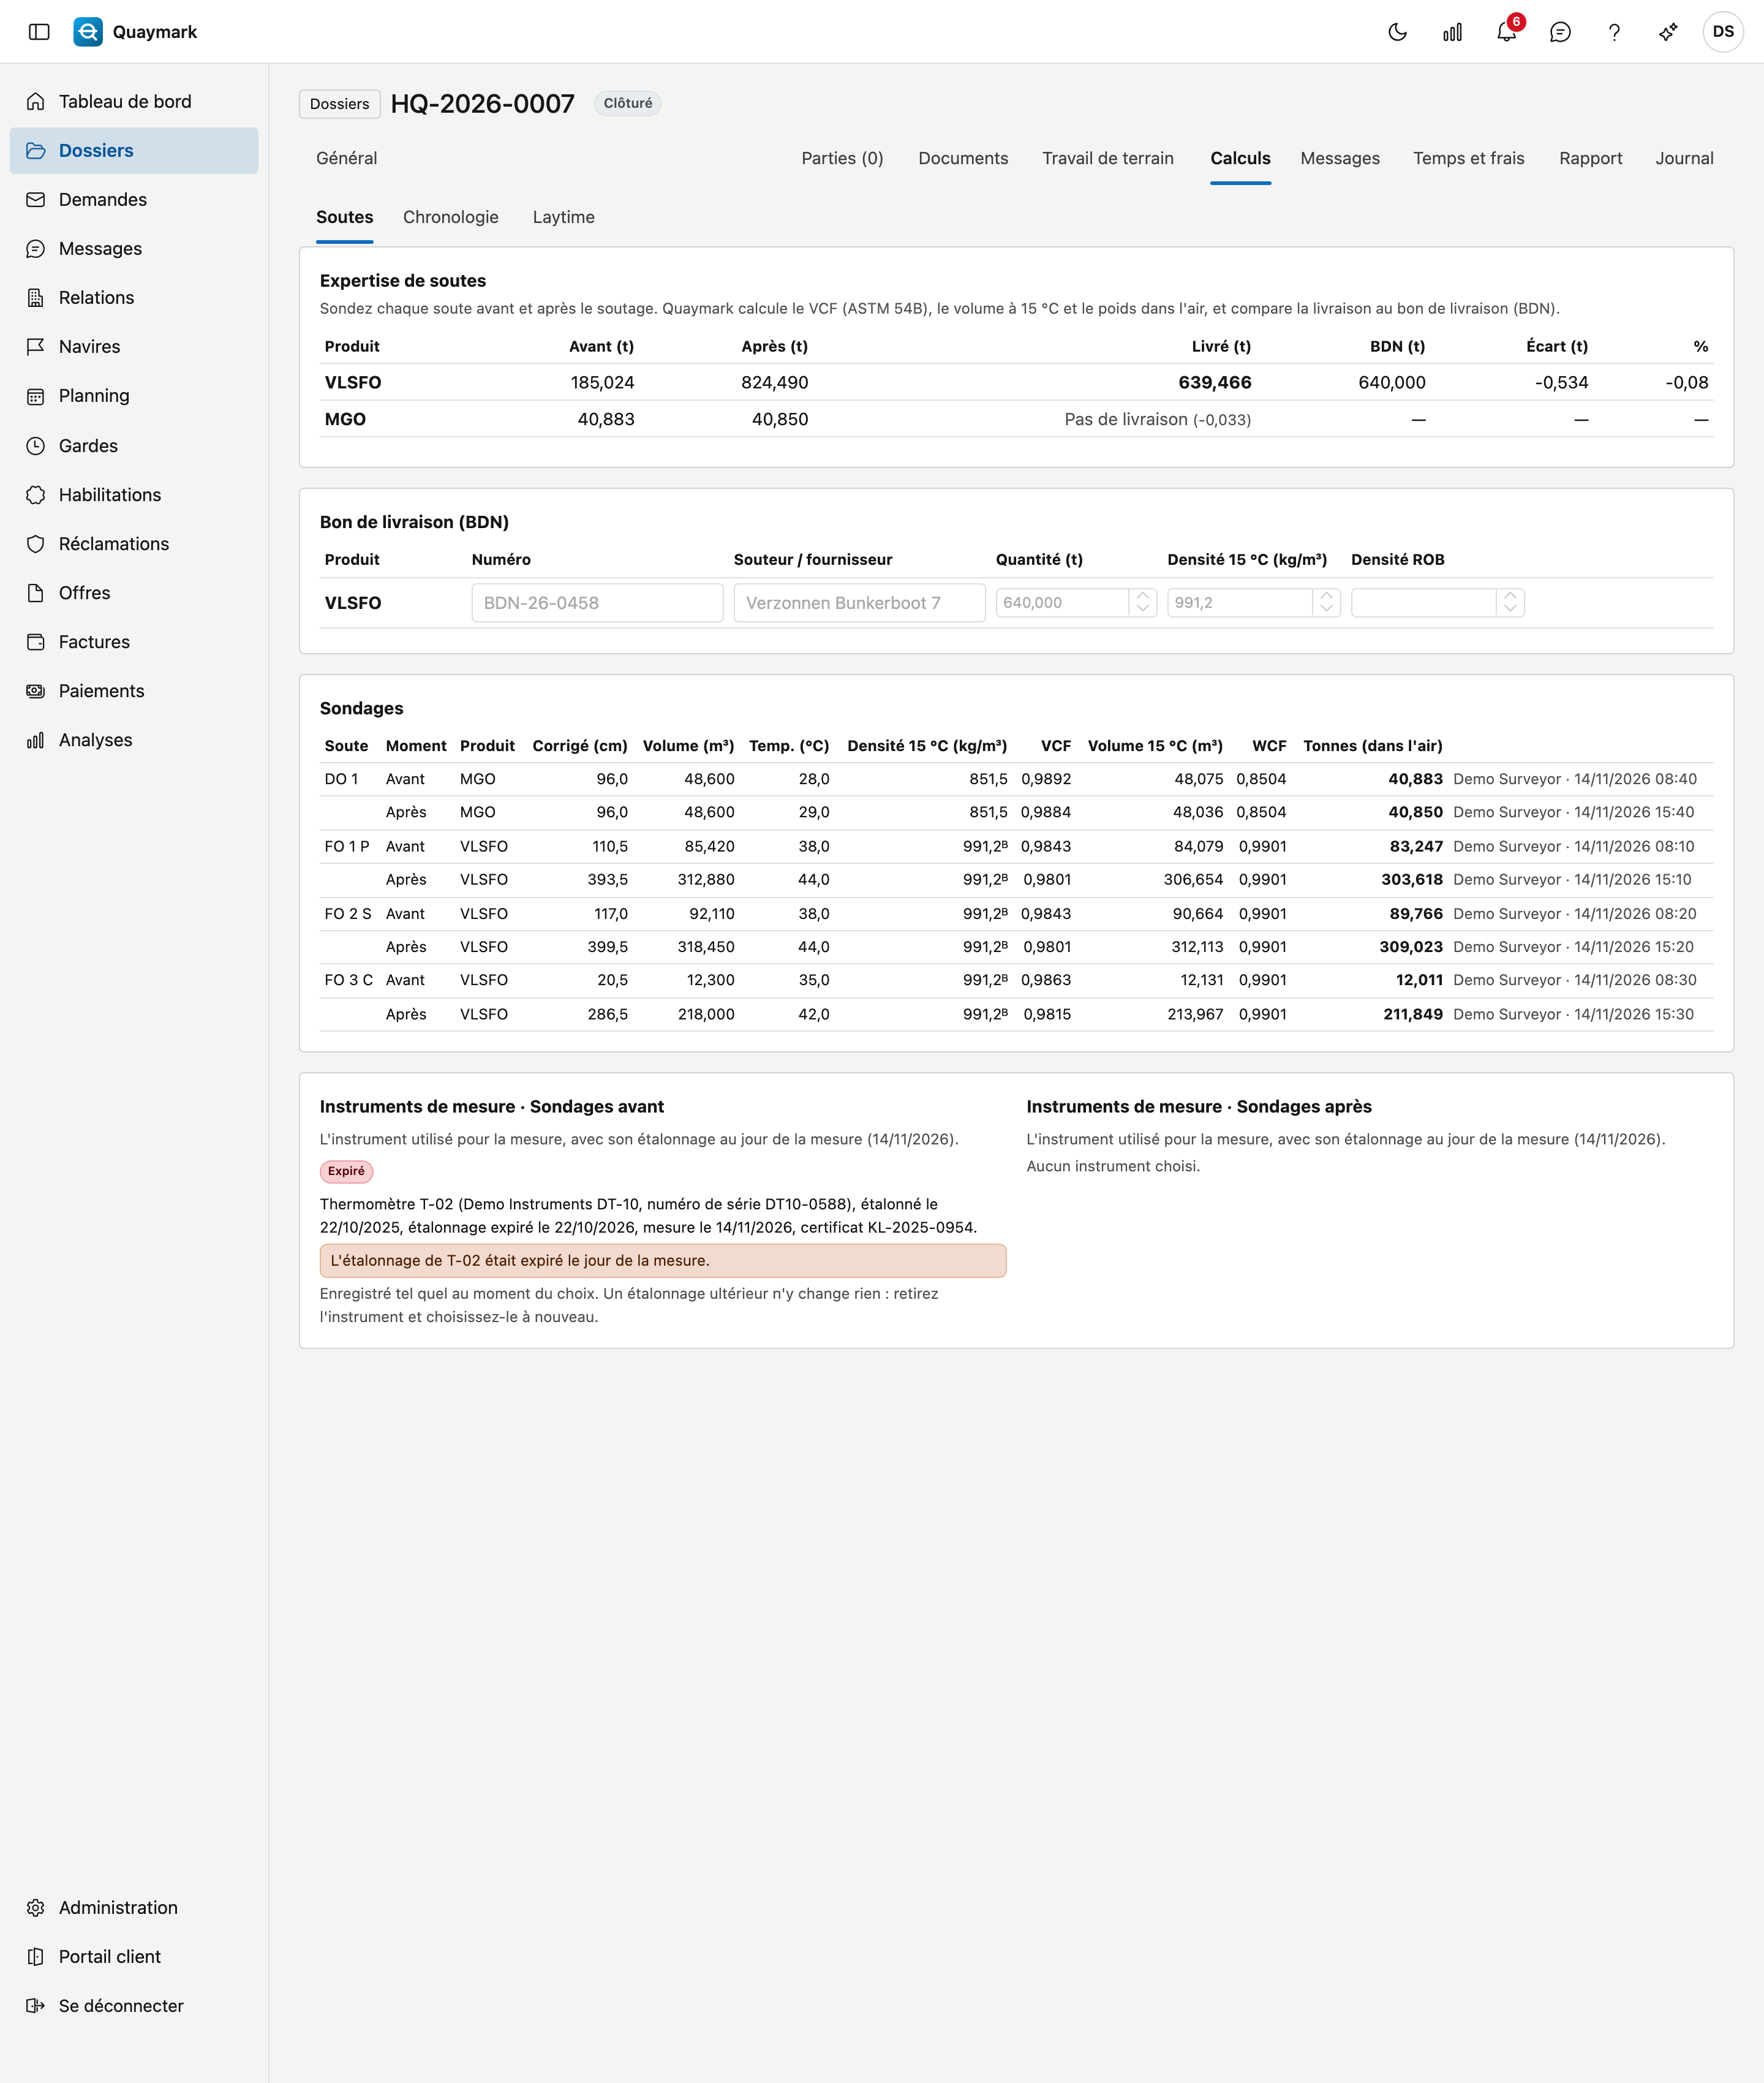 Quaymark
6
DS
Tableau de bord
Dossiers
Demandes
Messages
Relations
Navires
Planning
Gardes
Habilitations
Réclamations
Offres
Factures
Paiements
Analyses
Administration
Portail client
Se déconnecter
Dossiers HQ-2026-0007 Clôturé
Général Parties (0) Documents Travail de terrain Calculs Messages Temps et frais Rapport Journal
Soutes Chronologie Laytime
Expertise de soutes
Sondez chaque soute avant et après le soutage. Quaymark calcule le VCF (ASTM 54B), le volume à 15 °C et le poids dans l'air, et compare la livraison au bon de livraison (BDN).
Produit Avant (t) Après (t) Livré (t) BDN (t) Écart (t) %
VLSFO 185,024 824,490 639,466 640,000 -0,534 -0,08
MGO 40,883 40,850 Pas de livraison (-0,033) — — —
Bon de livraison (BDN)
Produit Numéro Souteur / fournisseur Quantité (t) Densité 15 °C (kg/m³) Densité ROB
VLSFO BDN-26-0458 Verzonnen Bunkerboot 7 640,000 991,2
Sondages
Soute Moment Produit Corrigé (cm) Volume (m³) Temp. (°C) Densité 15 °C (kg/m³) VCF Volume 15 °C (m³) WCF Tonnes (dans l'air)
DO 1 Avant MGO 96,0 48,600 28,0 851,5 0,9892 48,075 0,8504 40,883 Demo Surveyor · 14/11/2026 08:40
Après MGO 96,0 48,600 29,0 851,5 0,9884 48,036 0,8504 40,850 Demo Surveyor · 14/11/2026 15:40
FO 1 P Avant VLSFO 110,5 85,420 38,0 991,2ᴮ 0,9843 84,079 0,9901 83,247 Demo Surveyor · 14/11/2026 08:10
Après VLSFO 393,5 312,880 44,0 991,2ᴮ 0,9801 306,654 0,9901 303,618 Demo Surveyor · 14/11/2026 15:10
FO 2 S Avant VLSFO 117,0 92,110 38,0 991,2ᴮ 0,9843 90,664 0,9901 89,766 Demo Surveyor · 14/11/2026 08:20
Après VLSFO 399,5 318,450 44,0 991,2ᴮ 0,9801 312,113 0,9901 309,023 Demo Surveyor · 14/11/2026 15:20
FO 3 C Avant VLSFO 20,5 12,300 35,0 991,2ᴮ 0,9863 12,131 0,9901 12,011 Demo Surveyor · 14/11/2026 08:30
Après VLSFO 286,5 218,000 42,0 991,2ᴮ 0,9815 213,967 0,9901 211,849 Demo Surveyor · 14/11/2026 15:30
Instruments de mesure · Sondages avant
L'instrument utilisé pour la mesure, avec son étalonnage au jour de la mesure (14/11/2026).
Expiré
Thermomètre T-02 (Demo Instruments DT-10, numéro de série DT10-0588), étalonné le
22/10/2025, étalonnage expiré le 22/10/2026, mesure le 14/11/2026, certificat KL-2025-0954.
L'étalonnage de T-02 était expiré le jour de la mesure.
Enregistré tel quel au moment du choix. Un étalonnage ultérieur n'y change rien : retirez
l'instrument et choisissez-le à nouveau.
Instruments de mesure · Sondages après
L'instrument utilisé pour la mesure, avec son étalonnage au jour de la mesure (14/11/2026).
Aucun instrument choisi.